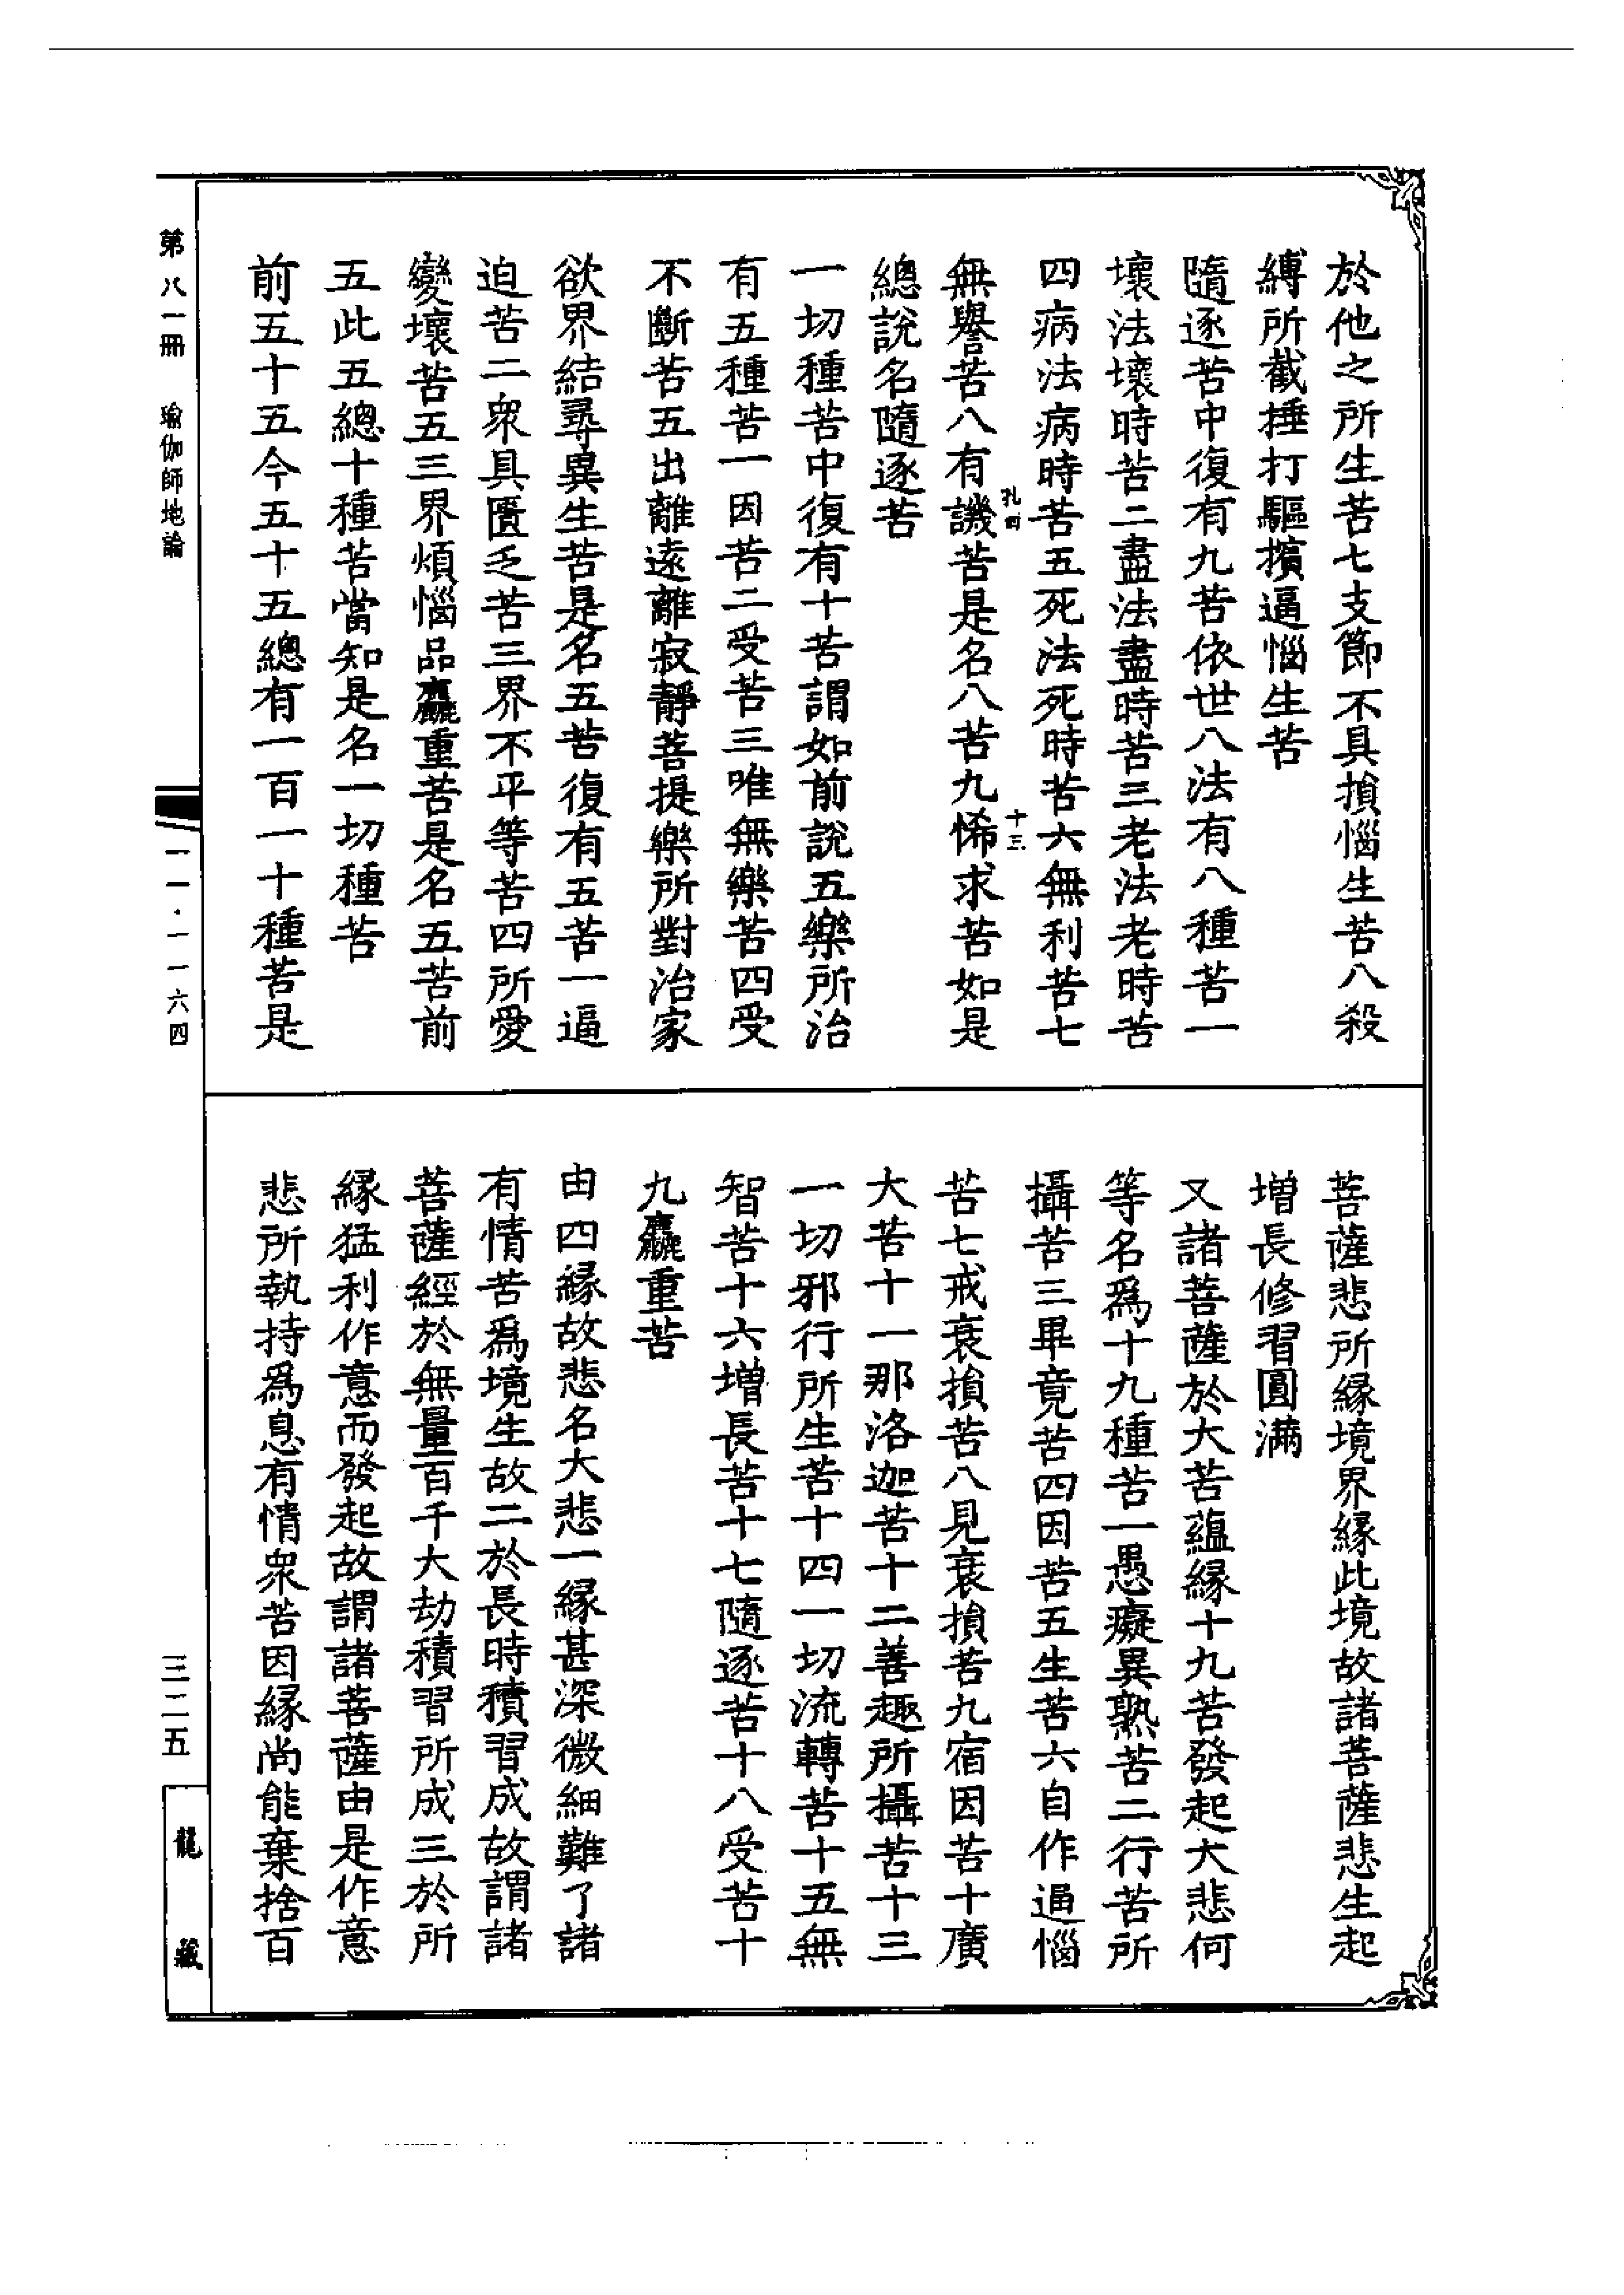 於他之所生苦七支節不具損惱生苦八殺
縛所截捶打驅擯逼惱生苦
隨逐苦中復有九苦依世八法有八種苦一
壞法壞時苦二盡法盡時苦三老法老時苦
四病法病時苦五死法死時苦六無利苦七
孔四
十三
無譽苦八有譏苦是名八苦九悕求苦如是
總說名隨逐苦
一切種苦中復有十苦謂如前說五樂所治
有五種苦一因苦二受苦三唯無樂苦四受
不斷苦五出離遠離寂靜菩提樂所對治家
欲界結尋異生苦是名五苦復有五苦一逼
迫苦二衆具匱乏苦三界不平等苦四所愛
變壞苦五三界煩惱品麤重苦是名五苦前
五此五總十種苦當知是名一切種苦
前五十五今五十五總有一百一十種苦是
菩薩悲所縁境界縁此境故諸菩薩悲生起
增長修習圓滿
又諸菩薩於大苦蘊縁十九苦發起大悲何
等名爲十九種苦一愚癡異熟苦二行苦所
攝苦三畢竟苦四因苦五生苦六自作逼惱
苦七戒衰損苦八見衰損苦九宿因苦十廣
大苦十一那洛迦苦十二善趣所攝苦十三
一切邪行所生苦十四一切流轉苦十五無
智苦十六增長苦十七隨逐苦十八受苦十
九麤重苦
由四縁故悲名大悲一縁甚深微細難了諸
有情苦爲境生故二於長時積習成故謂諸
菩薩經於無量百千大劫積習所成三於所
縁猛利作意而發起故謂諸菩薩由是作意
悲所執持爲息有情衆苦因縁尚能棄捨百
第八一冊 瑜伽師地論
一一·一一六四
三二五
龍藏